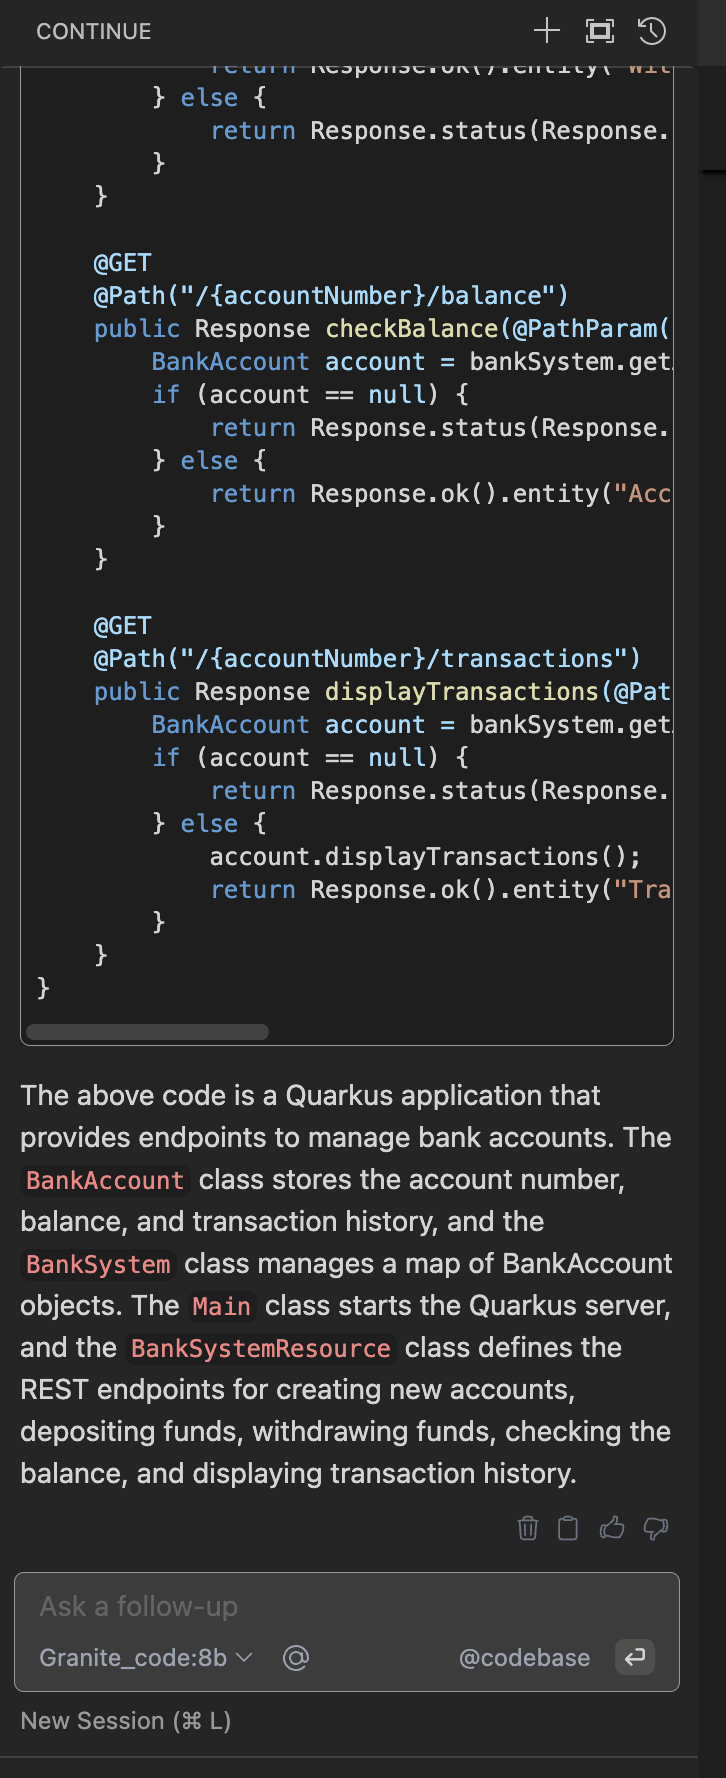 CONTINUE
return Response.ok().entity("Wit
} else {
return Response.status(Response.
}
}
@GET
@Path("/{accountNumber}/balance")
public Response checkBalance(@PathParam(
BankAccount account = bankSystem.get
if (account == null) {
return Response.status(Response.
} else {
return Response.ok().entity("Acc
}
}
@GET
@Path("/{accountNumber}/transactions")
public Response displayTransactions(@Pat
BankAccount account = bankSystem.get
if (account == null) {
return Response.status(Response.
} else {
account.displayTransactions();
return Response.ok().entity("Tra
}
}
}
The above code is a Quarkus application that
provides endpoints to manage bank accounts. The
BankAccount class stores the account number,
balance, and transaction history, and the
BankSystem class manages a map of BankAccount
objects. The Main class starts the Quarkus server,
and the BankSystemResource class defines the
REST endpoints for creating new accounts,
depositing funds, withdrawing funds, checking the
balance, and displaying transaction history.
Ask a follow-up
Granite_code:8b @ @codebase
New Session (⌘ L)